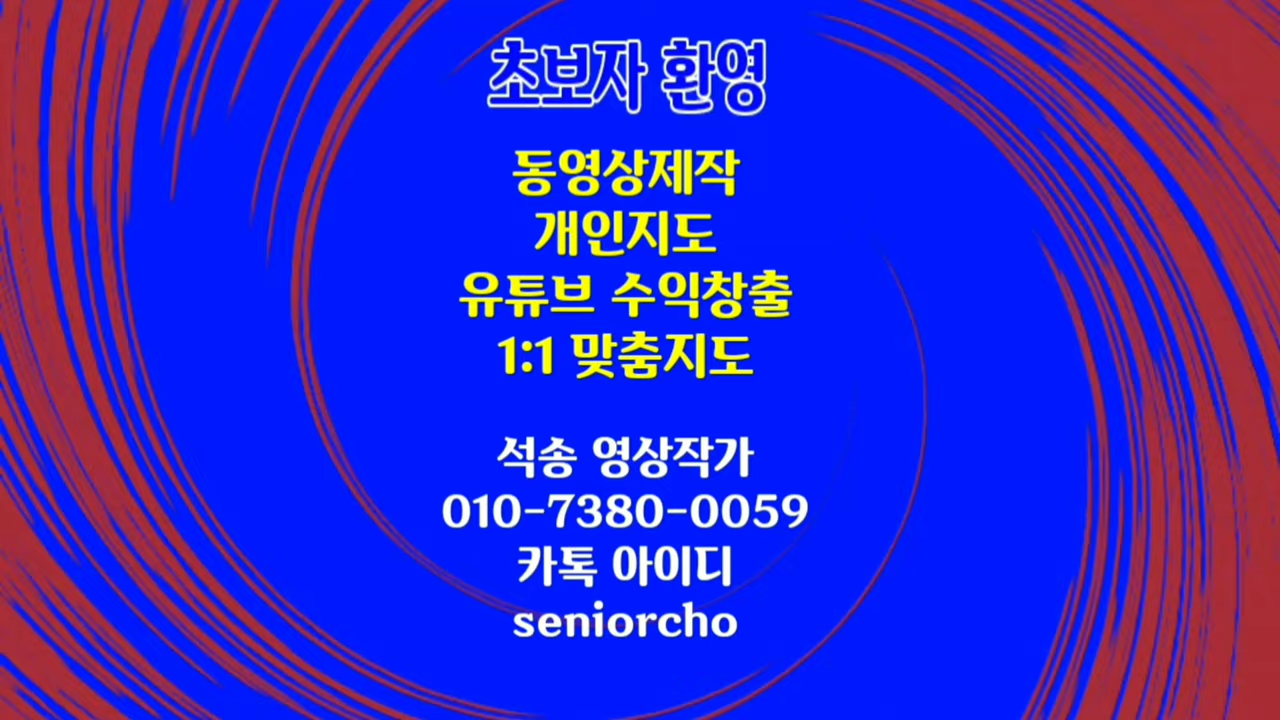 초보자 환영
동영상제작
개인지도
유튜브 수익창출
1:1 맞춤지도
석송 영상작가
010-7380-0059
카톡 아이디
seniorcho